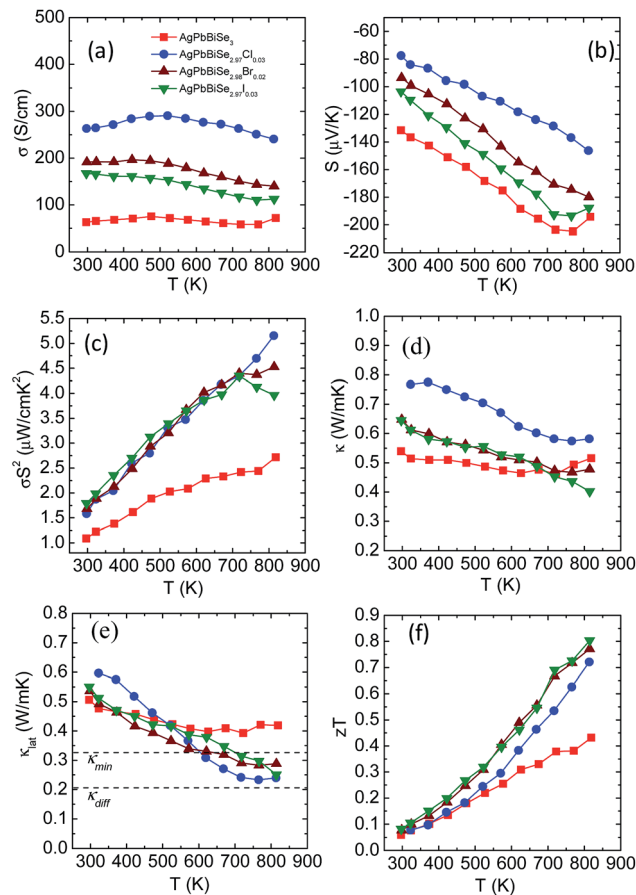 (a)
AgPbBiSe₃
AgPbBiSe₂.₉₇Cl₀.₀₃
AgPbBiSe₂.₉₈Br₀.₀₂
AgPbBiSe₂.₉₇I₀.₀₃
500
400
300
200
100
0
σ (S/cm)
300 400 500 600 700 800 900
T (K)
(b)
-40
-60
-80
-100
-120
-140
-160
-180
-200
-220
S (μV/K)
300 400 500 600 700 800 900
T (K)
(c)
5.5
5.0
4.5
4.0
3.5
3.0
2.5
2.0
1.5
1.0
σS² (μW/cmK²)
300 400 500 600 700 800 900
T (K)
(d)
1.0
0.9
0.8
0.7
0.6
0.5
0.4
0.3
0.2
κ (W/mK)
300 400 500 600 700 800 900
T (K)
(e)
0.8
0.7
0.6
0.5
0.4
0.3
0.2
0.1
0.0
κlat (W/mK)
κmin
κdiff
300 400 500 600 700 800 900
T (K)
(f)
0.9
0.8
0.7
0.6
0.5
0.4
0.3
0.2
0.1
0.0
zT
300 400 500 600 700 800 900
T (K)